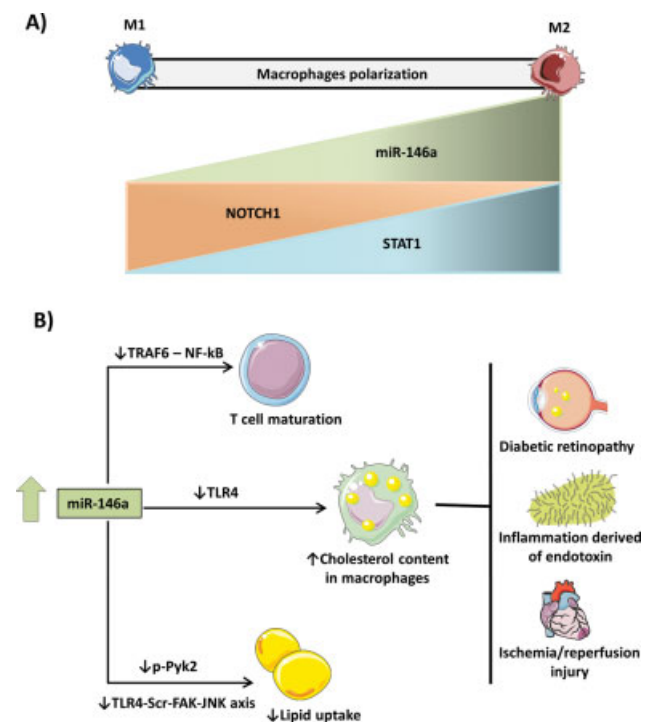 A)
M1
M2
Macrophages polarization
miR-146a
NOTCH1
STAT1
B)
↓TRAF6 – NF-kB
T cell maturation
miR-146a
↓TLR4
↑Cholesterol content
in macrophages
↓p-Pyk2
↓TLR4-Scr-FAK-JNK axis
↓Lipid uptake
Diabetic retinopathy
Inflammation derived
of endotoxin
Ischemia/reperfusion
injury